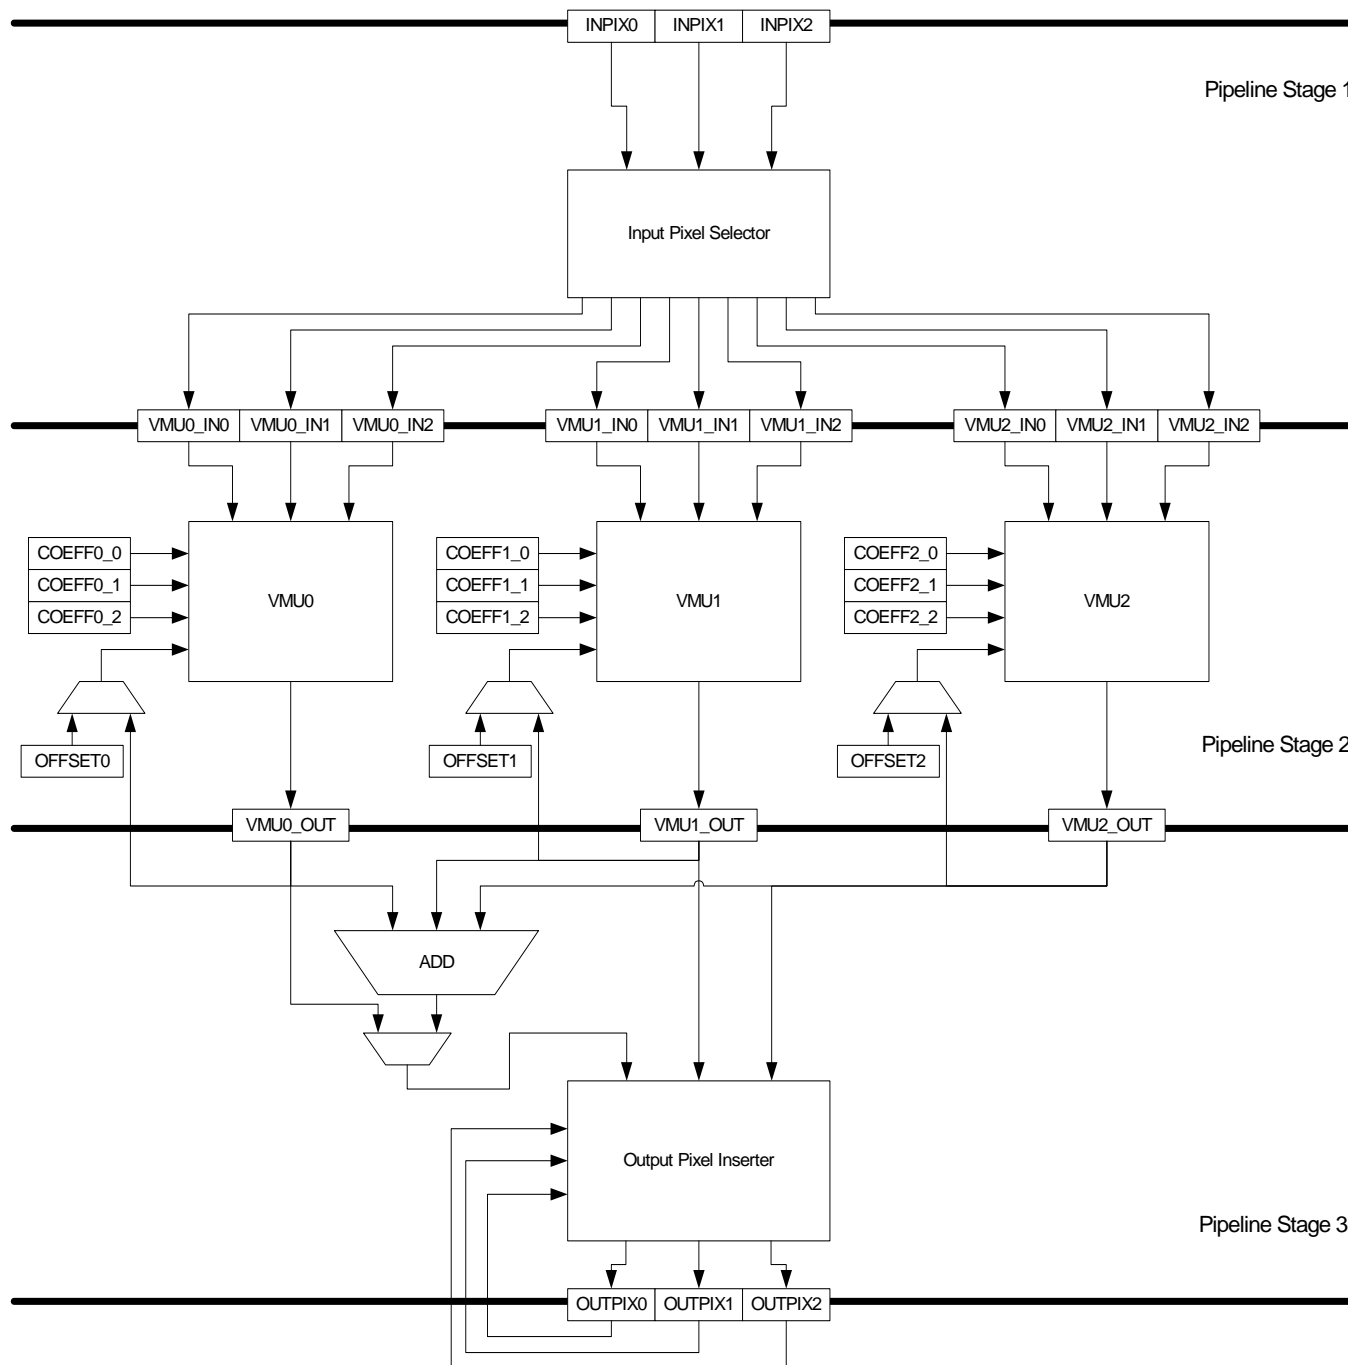 INPIX0 INPIX1 INPIX2
Pipeline Stage 1
Input Pixel Selector
VMU0_IN0 VMU0_IN1 VMU0_IN2 VMU1_IN0 VMU1_IN1 VMU1_IN2 VMU2_IN0 VMU2_IN1 VMU2_IN2
COEFF0_0 COEFF1_0 COEFF2_0
COEFF0_1 COEFF1_1 COEFF2_1
VMU0 VMU1 VMU2
COEFF0_2 COEFF1_2 COEFF2_2
Pipeline Stage 2
OFFSET0 OFFSET1 OFFSET2
VMU0_OUT VMU1_OUT VMU2_OUT
ADD
Output Pixel Inserter
Pipeline Stage 3
OUTPIX0 OUTPIX1 OUTPIX2